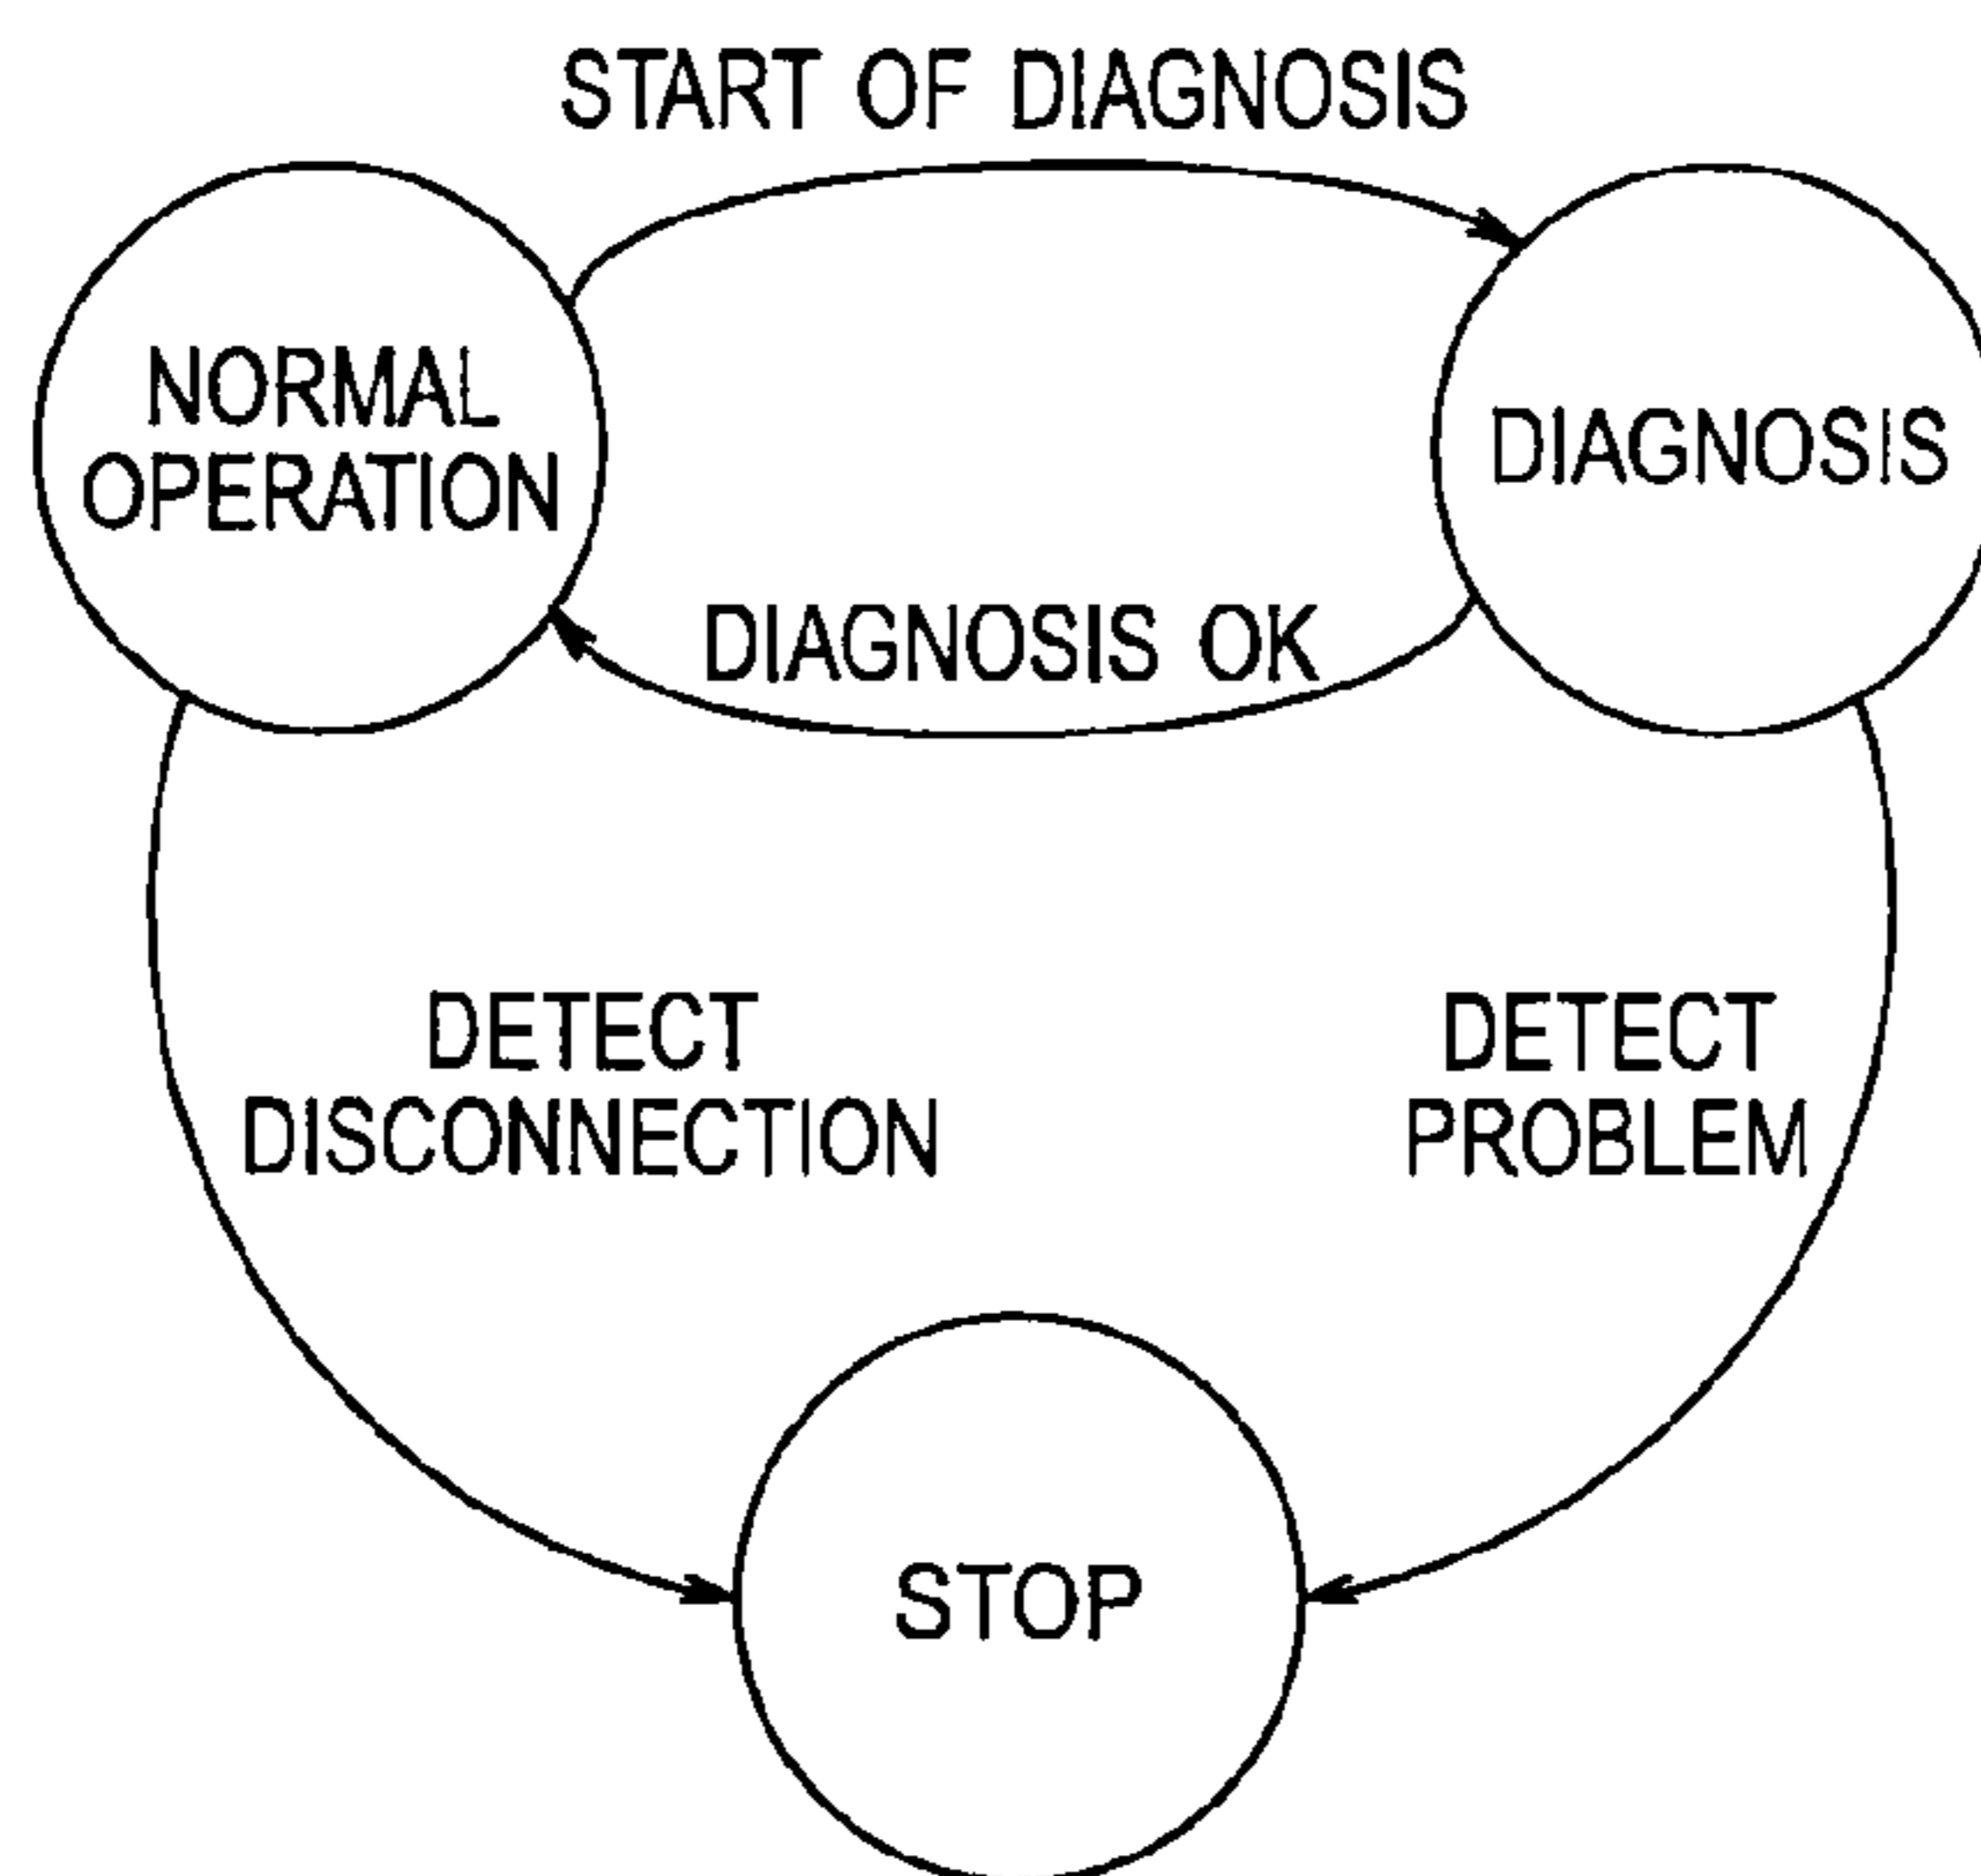 START OF DIAGNOSIS
NORMAL
OPERATION
DIAGNOSIS
DIAGNOSIS OK
DETECT
DISCONNECTION
DETECT
PROBLEM
STOP